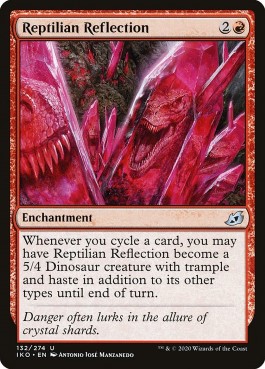 Reptilian Reflection 2
Enchantment
Whenever you cycle a card, you may
have Reptilian Reflection become a
5/4 Dinosaur creature with trample
and haste in addition to its other
types until end of turn.
Danger often lurks in the allure of
crystal shards.
132/274 U
IKO • EN Antonio José Manzanedo
™ & © 2020 Wizards of the Coast